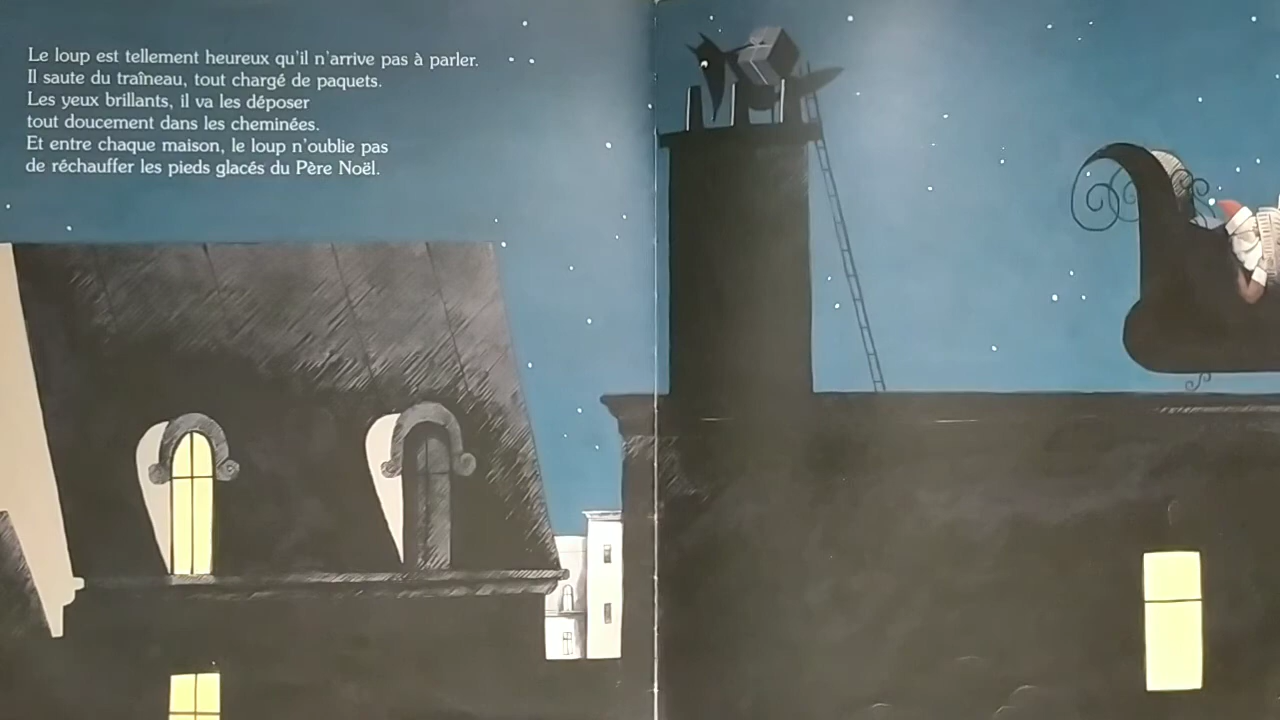 Le loup est tellement heureux qu'il n'arrive pas à parler.
Il saute du traîneau, tout chargé de paquets.
Les yeux brillants, il va les déposer
tout doucement dans les cheminées.
Et entre chaque maison, le loup n'oublie pas
de réchauffer les pieds glacés du Père Noël.